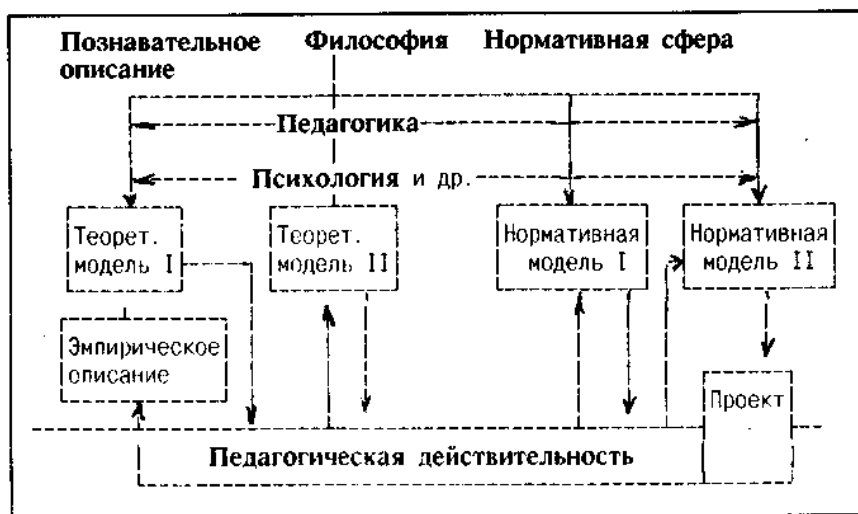 Познавательное описание
Философия
Нормативная сфера
Педагогика
Психология и др.
Теорет.
модель I
Теорет.
модель II
Нормативная
модель I
Нормативная
модель II
Эмпирическое
описание
Проект
Педагогическая действительность